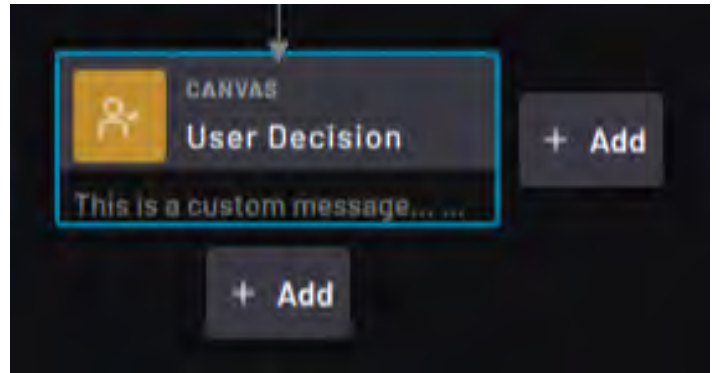 CANVAS
User Decision
+ Add
This is a custom message... ...
+ Add